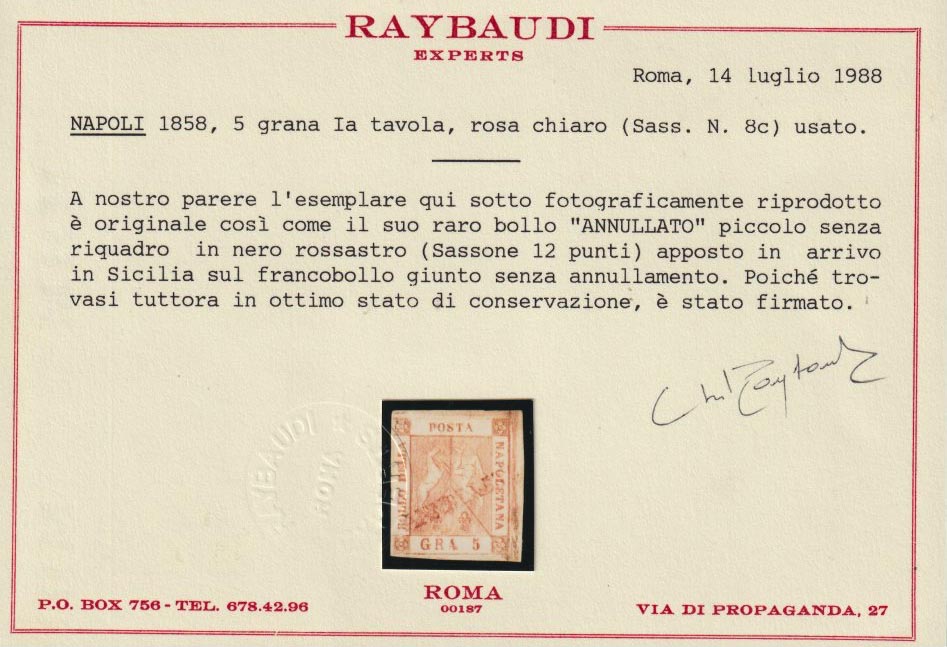 RAYBAUDI
EXPERTS
Roma, 14 luglio 1988
NAPOLI 1858, 5 grana Ia tavola, rosa chiaro (Sass. N. 8c) usato.
A nostro parere l'esemplare qui sotto fotograficamente riprodotto
è originale così come il suo raro bollo "ANNULLATO" piccolo senza
riquadro in nero rossastro (Sassone 12 punti) apposto in arrivo
in Sicilia sul francobollo giunto senza annullamento. Poiché tro-
vasi tuttora in ottimo stato di conservazione, è stato firmato.
RAYBAUDI
ROMA
POSTA
BOLLO DELLA
NAPOLETANA
GRA 5
ROMA
00187
P.O. BOX 756 - TEL. 678.42.96
VIA DI PROPAGANDA, 27